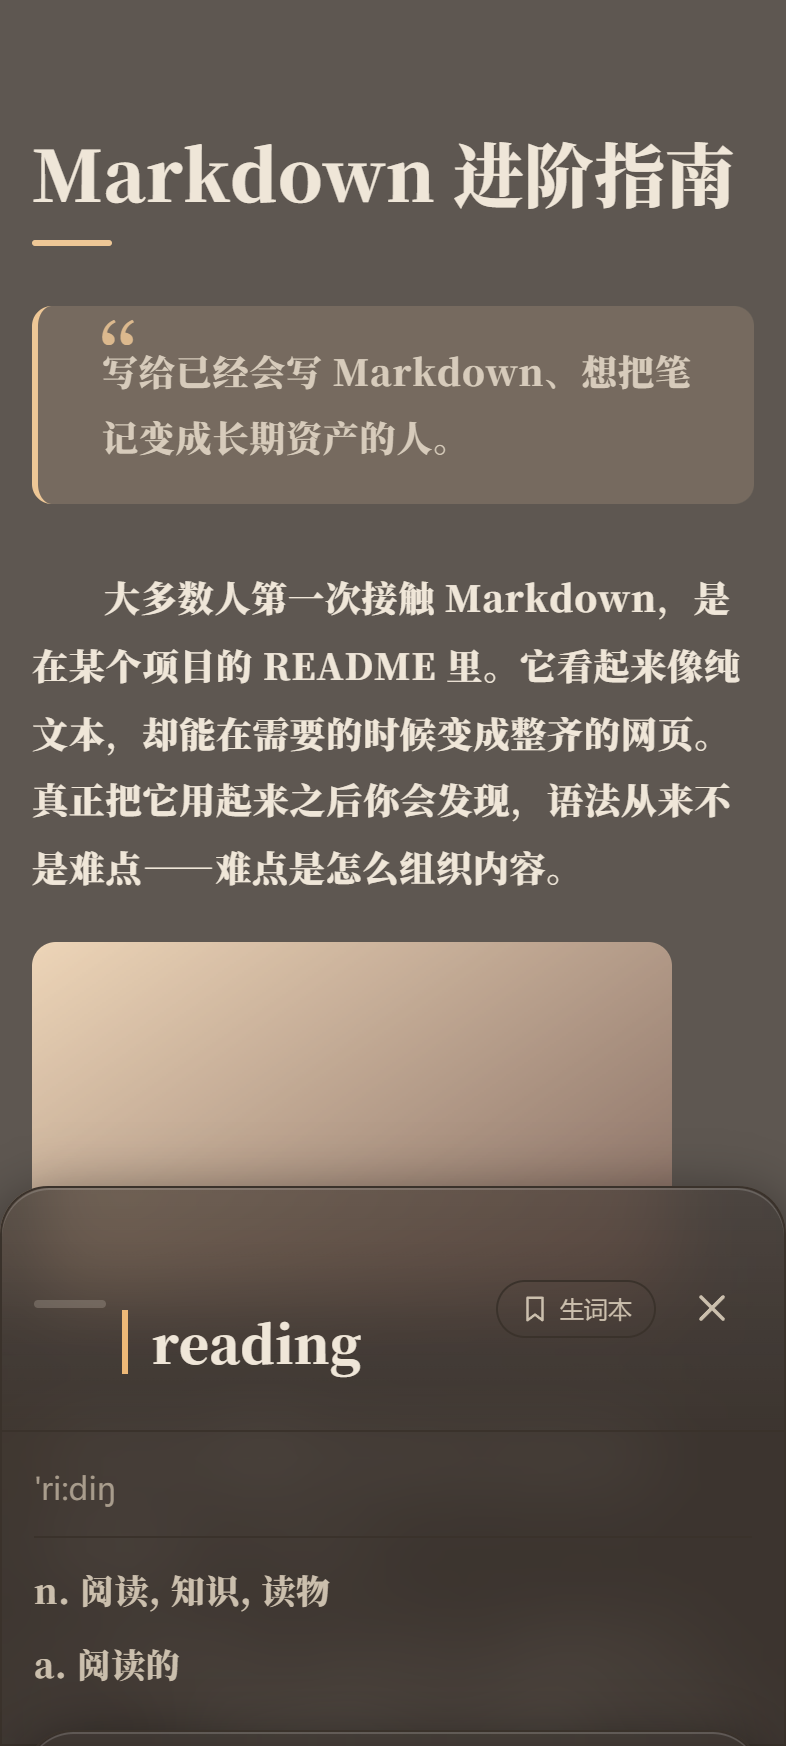 Markdown 进阶指南
“
写给已经会写 Markdown、想把笔
记变成长期资产的人。
大多数人第一次接触 Markdown，是
在某个项目的 README 里。它看起来像纯
文本，却能在需要的时候变成整齐的网页。
真正把它用起来之后你会发现，语法从来不
是难点——难点是怎么组织内容。
生词本
reading
'ri:diŋ
n. 阅读, 知识, 读物
a. 阅读的